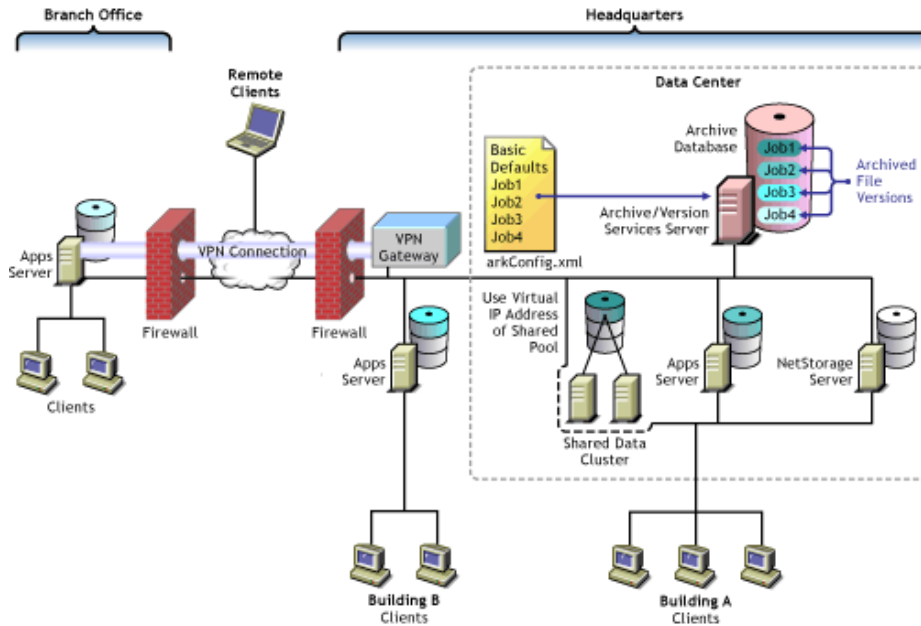 Branch Office
Headquarters
Remote
Clients
Data Center
Archive
Database
Job1
Job2
Job3
Job4
Archived
File
Versions
Basic
Defaults
Job1
Job2
Job3
Job4
arkConfig.xml
Archive/Version
Services Server
Apps
Server
VPN Connection
VPN
Gateway
Firewall
Firewall
Clients
Apps
Server
Use Virtual
IP Address
of Shared
Pool
Shared Data
Cluster
Apps
Server
NetStorage
Server
Building B
Clients
Building A
Clients